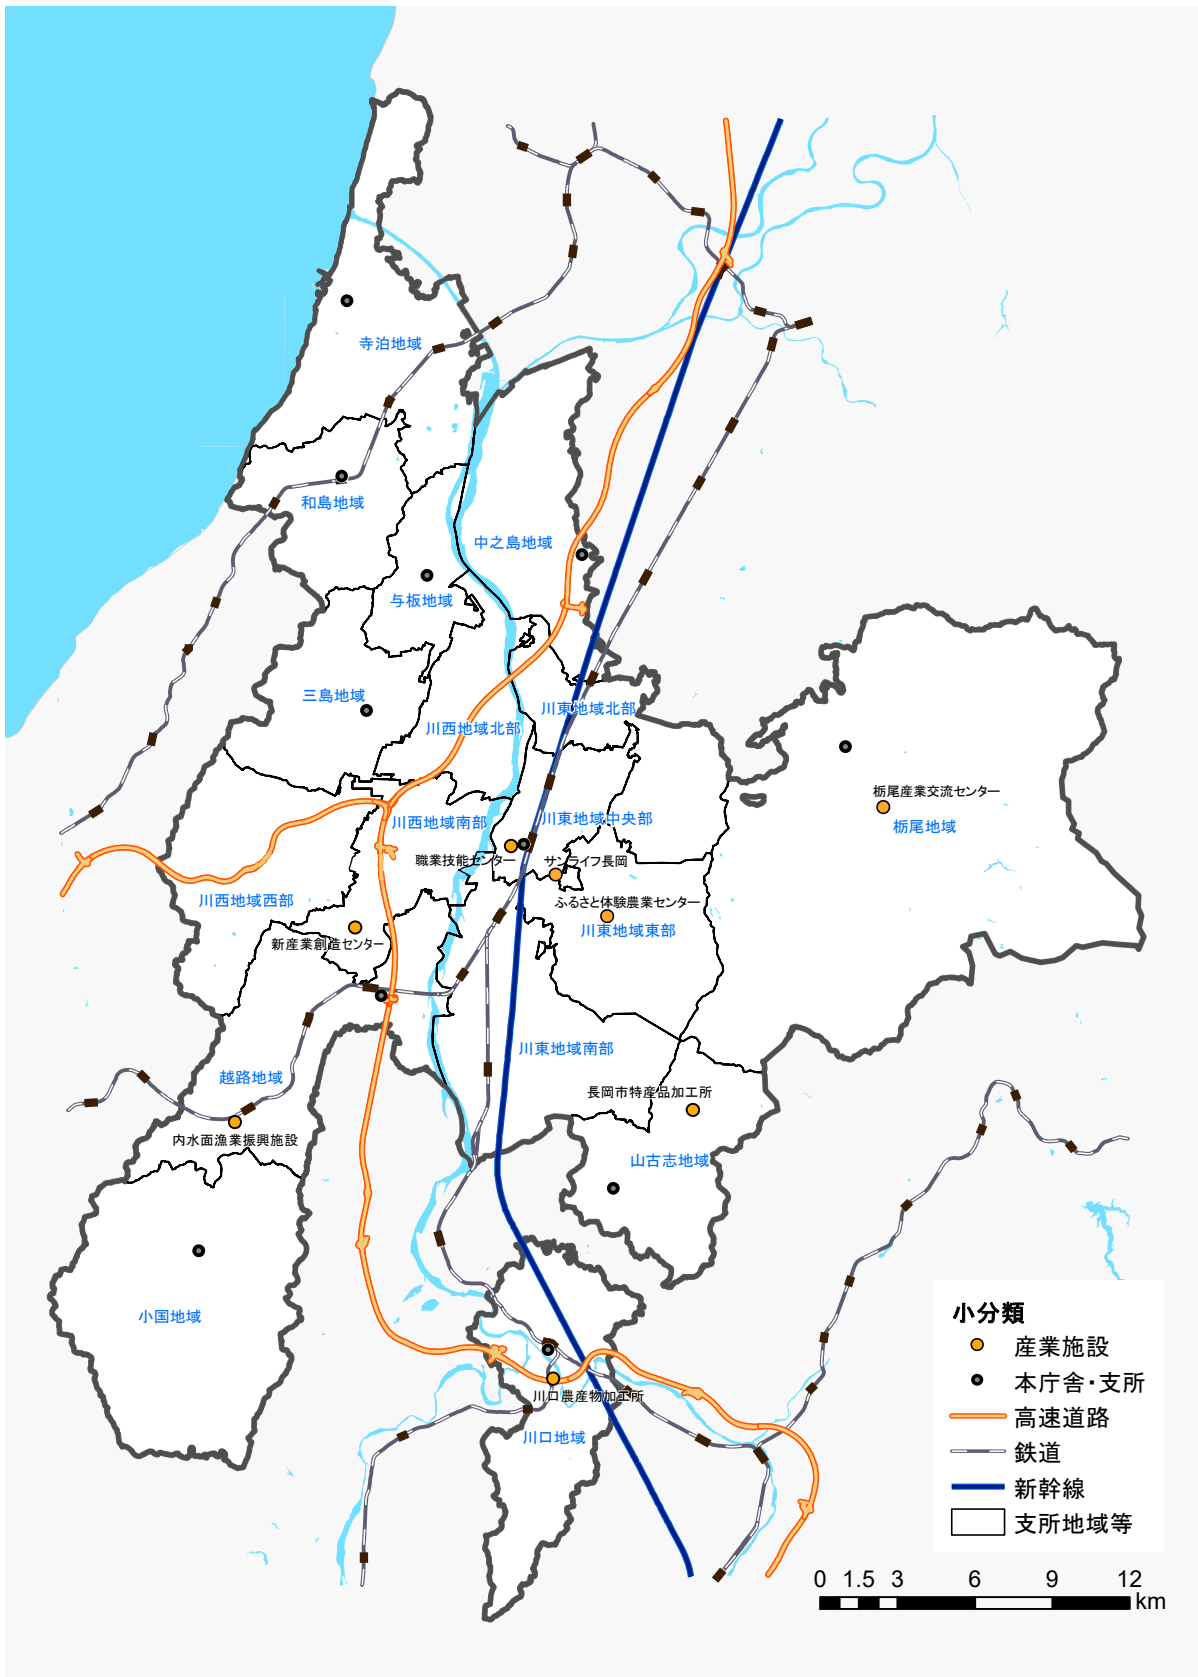 寺泊地域
和島地域
中之島地域
与板地域
三島地域
川西地域北部
川東地域北部
栃尾産業交流センター
栃尾地域
川西地域南部
川東地域中央部
職業技能センター
サンライフ長岡
川西地域西部
ふるさと体験農業センター
川東地域東部
新産業創造センター
川東地域南部
越路地域
長岡市特産品加工所
内水面漁業振興施設
山古志地域
小国地域
川口農産物加工所
川口地域
小分類
産業施設
本庁舎・支所
高速道路
鉄道
新幹線
支所地域等
0 1.5 3 6 9 12
km